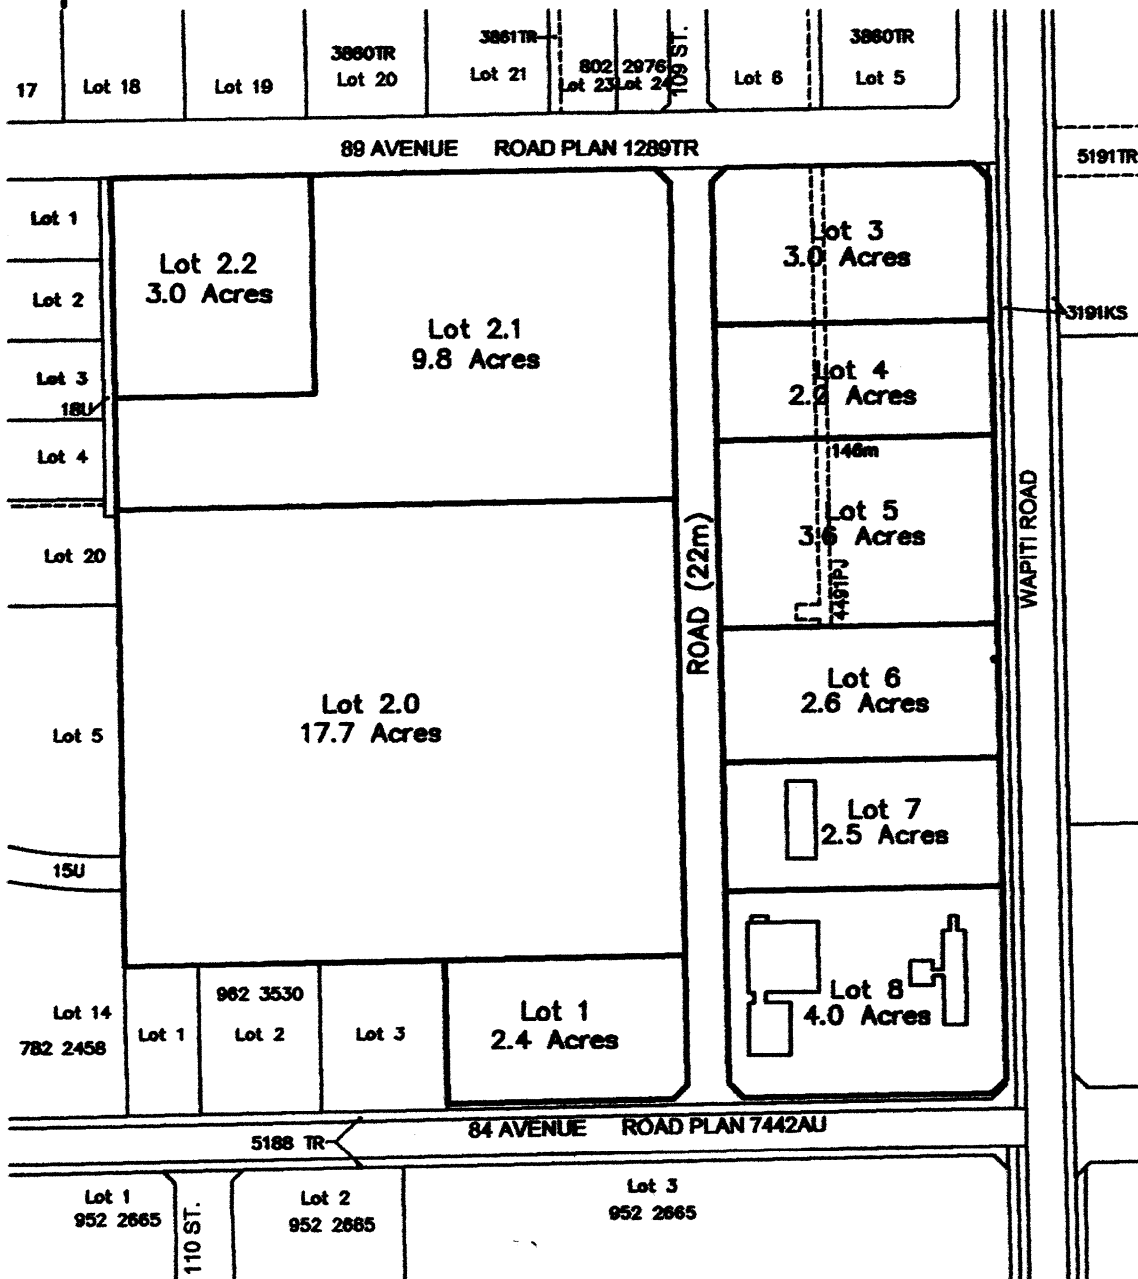 3860TR
3861TR
109 ST.
3860TR
17
Lot 18
Lot 19
Lot 20
Lot 21
802 2976
Lot 23
Lot 24
Lot 6
Lot 5
89 AVENUE ROAD PLAN 1289TR
5191TR
Lot 1
Lot 2
Lot 3
18U
Lot 4
Lot 20
Lot 5
15U
Lot 2.2
3.0 Acres
Lot 2.1
9.8 Acres
Lot 2.0
17.7 Acres
ROAD (22m)
Lot 3
3.0 Acres
3191KS
Lot 4
Acres
146m
Lot 5
3.6 Acres
4491PJ
WAPITI ROAD
Lot 6
2.6 Acres
Lot 7
2.5 Acres
Lot 8
4.0 Acres
Lot 14
782 2458
Lot 1
962 3530
Lot 2
Lot 3
Lot 1
2.4 Acres
84 AVENUE ROAD PLAN 7442AU
5188 TR
Lot 1
952 2665
110 ST.
Lot 2
952 2685
Lot 3
952 2665